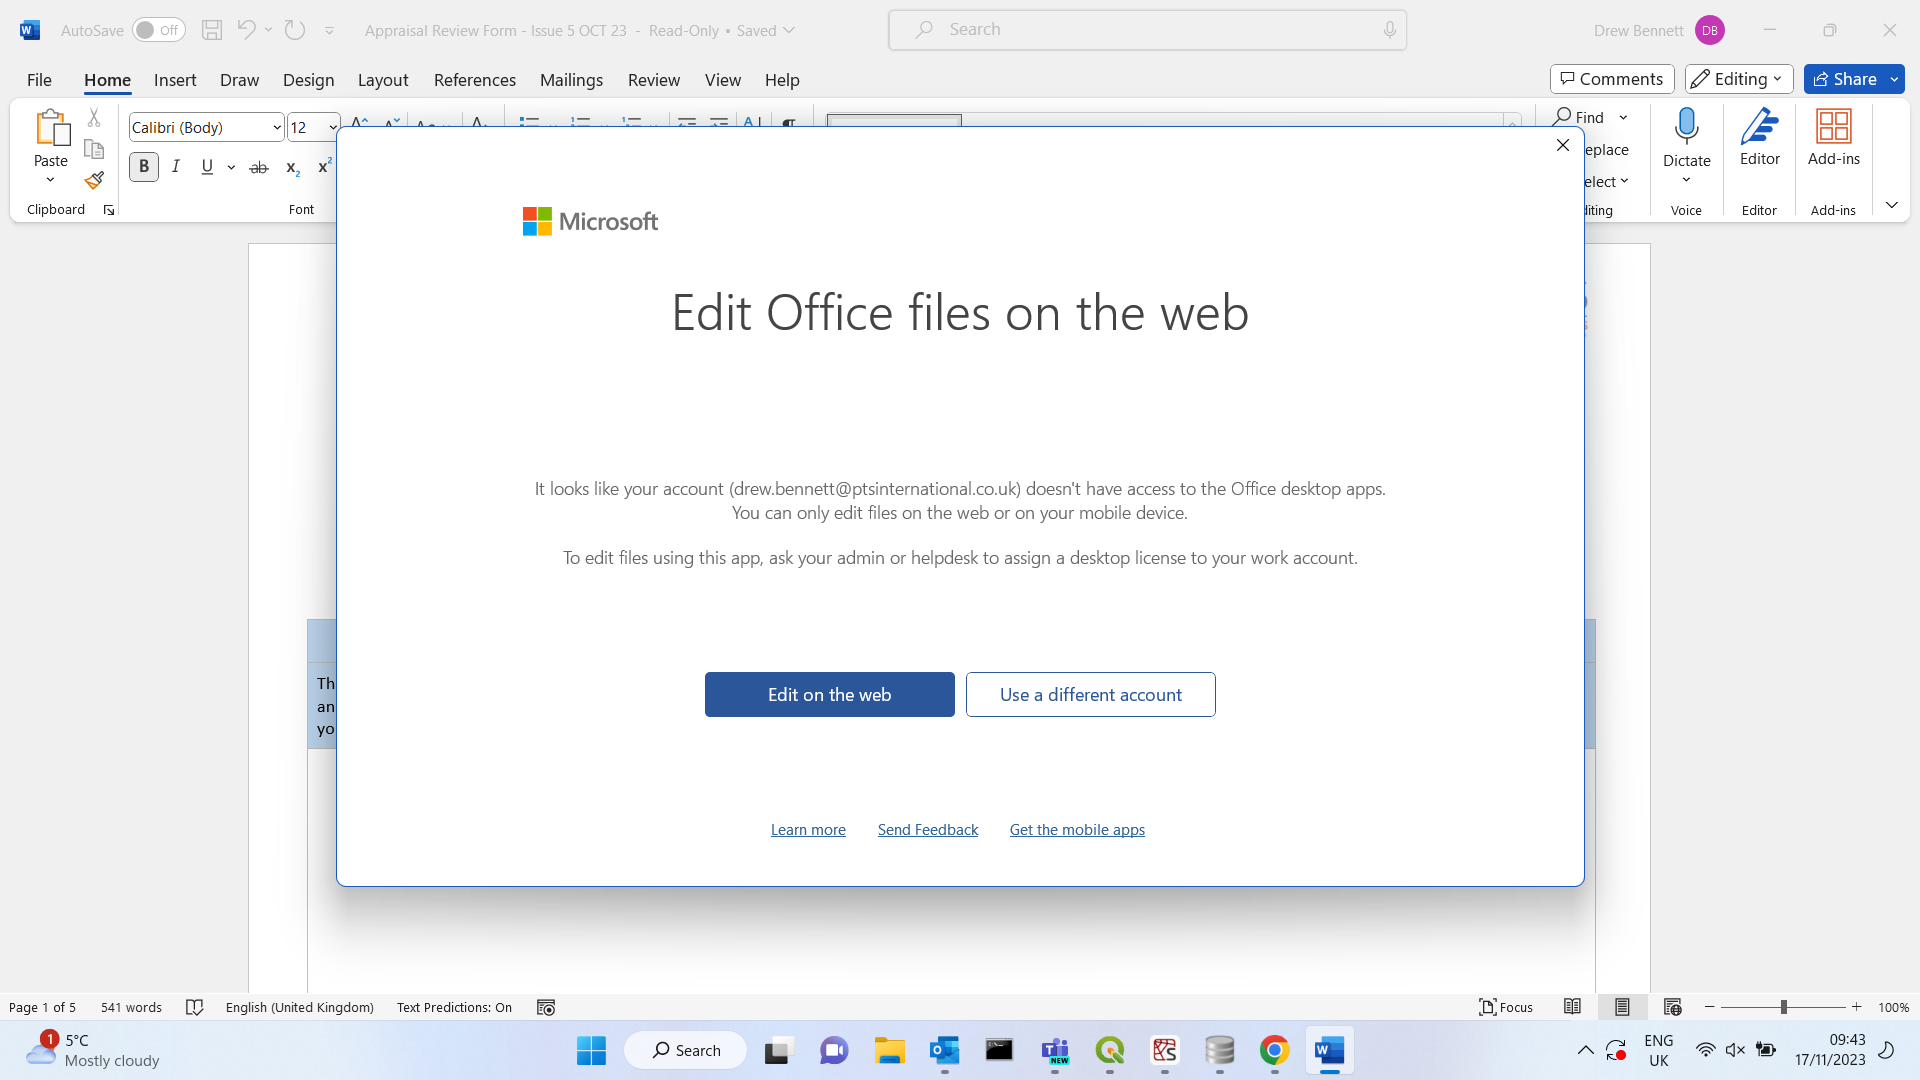 AutoSave Off
Appraisal Review Form - Issue 5 OCT 23 - Read-Only • Saved
Search
Drew Bennett DB
File Home Insert Draw Design Layout References Mailings Review View Help
Comments Editing Share
Calibri (Body) 12
Find
Paste
eplace
Dictate Editor Add-ins
elect
Clipboard Font
iting Voice Editor Add-ins
Microsoft
Edit Office files on the web
It looks like your account (drew.bennett@ptsinternational.co.uk) doesn't have access to the Office desktop apps.
You can only edit files on the web or on your mobile device.
To edit files using this app, ask your admin or helpdesk to assign a desktop license to your work account.
Th
an
yo
Edit on the web Use a different account
Learn more Send Feedback Get the mobile apps
Page 1 of 5 541 words English (United Kingdom) Text Predictions: On
Focus 100%
1 5°C
Mostly cloudy
Search
NEW
ENG
UK
09:43
17/11/2023